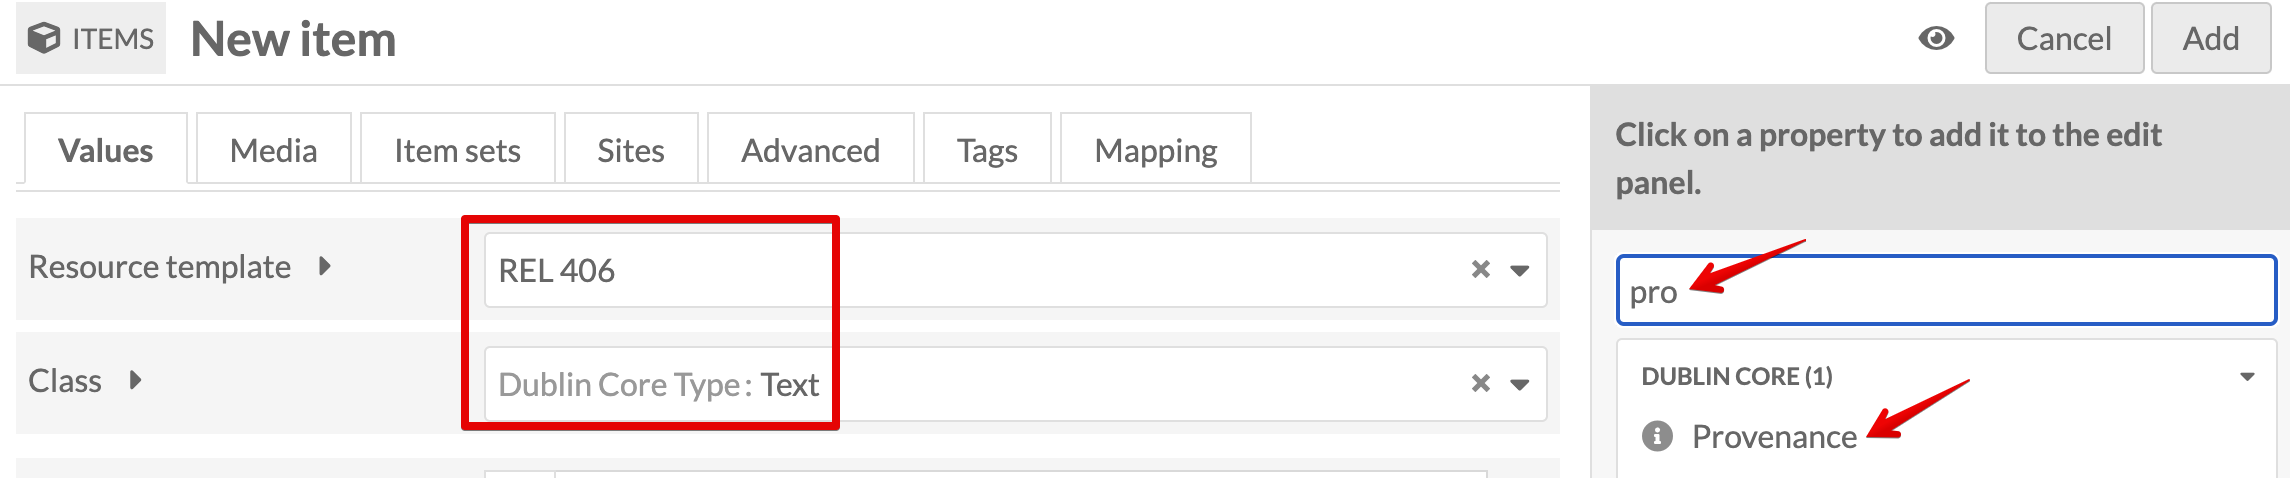 ITEMS New item Cancel Add
Values Media Item sets Sites Advanced Tags Mapping
Click on a property to add it to the edit
panel.
Resource template REL 406
pro
Class Dublin Core Type: Text
DUBLIN CORE (1)
Provenance